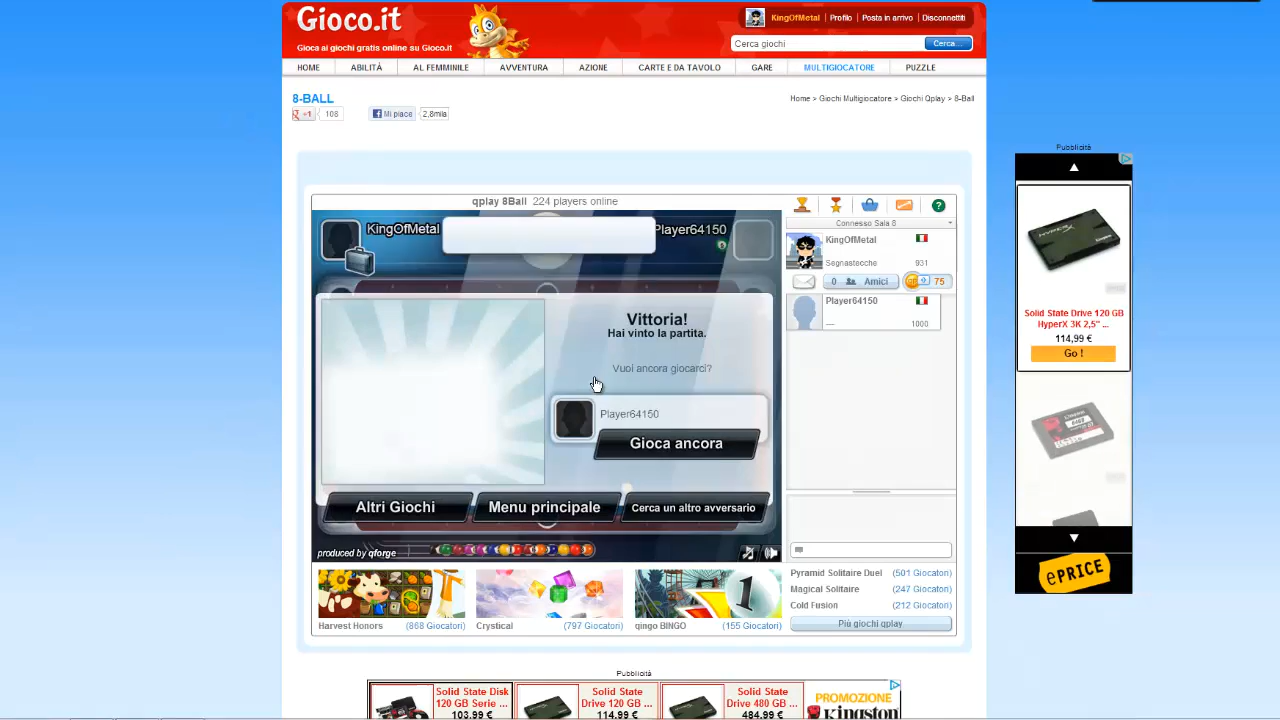 Gioco.it
Gioca ai giochi gratis online su Gioco.it
KingOfMetal | Profilo | Posta in arrivo | Disconnettiti
Cerca giochi
Cerca...
HOME
ABILITÀ
AL FEMMINILE
AVVENTURA
AZIONE
CARTE E DA TAVOLO
GARE
MULTIGIOCATORE
PUZZLE
8-BALL
Home > Giochi Multigiocatore > Giochi Qplay > 8-Ball
+1 108
Mi piace 2,8mila
Pubblicità
qplay 8Ball 224 players online
Connesso Sala 8
KingOfMetal
Player64150
KingOfMetal
Segnastecche 931
0 Amici
75
Player64150
--- 1000
Vittoria!
Hai vinto la partita.
Vuoi ancora giocarci?
Player64150
Gioca ancora
Altri Giochi
Menu principale
Cerca un altro avversario
produced by qforge
Harvest Honors (868 Giocatori)
Crystical (797 Giocatori)
qingo BINGO (155 Giocatori)
1
Pyramid Solitaire Duel (501 Giocatori)
Magical Solitaire (247 Giocatori)
Cold Fusion (212 Giocatori)
Più giochi qplay
HYPERX
Solid State Drive 120 GB
HyperX 3K 2,5" ...
114,99 €
Go !
ePRICE
Pubblicità
Solid State Disk
120 GB Serie ...
103,99 €
Solid State
Drive 120 GB ...
114,99 €
Solid State
Drive 480 GB ...
484,99 €
PROMOZIONE
Kingston